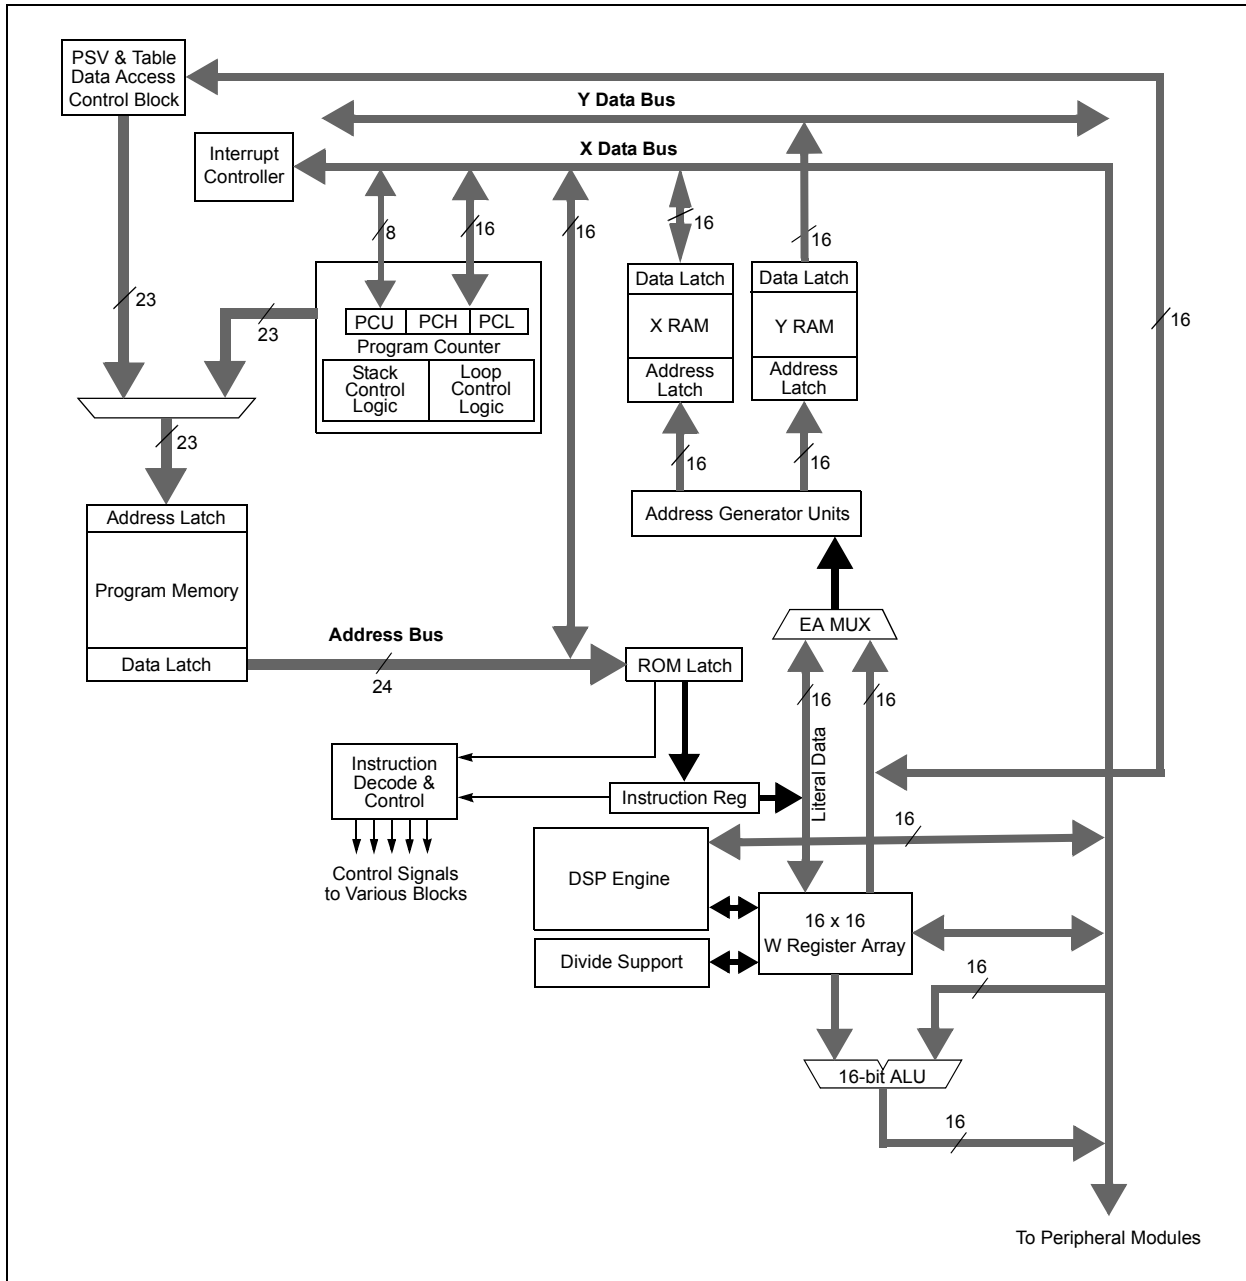 PSV & Table
Data Access
Control Block
Y Data Bus
X Data Bus
Interrupt
Controller
8
16
16
16
16
23
23
16
Data Latch
X RAM
Address
Latch
Data Latch
Y RAM
Address
Latch
PCU
PCH
PCL
Program Counter
Stack
Control
Logic
Loop
Control
Logic
23
16
16
Address Latch
Program Memory
Data Latch
Address Generator Units
EA MUX
Address Bus
24
ROM Latch
16
16
Literal Data
Instruction
Decode &
Control
Instruction Reg
Control Signals
to Various Blocks
16
DSP Engine
16 x 16
W Register Array
Divide Support
16
16-bit ALU
16
To Peripheral Modules